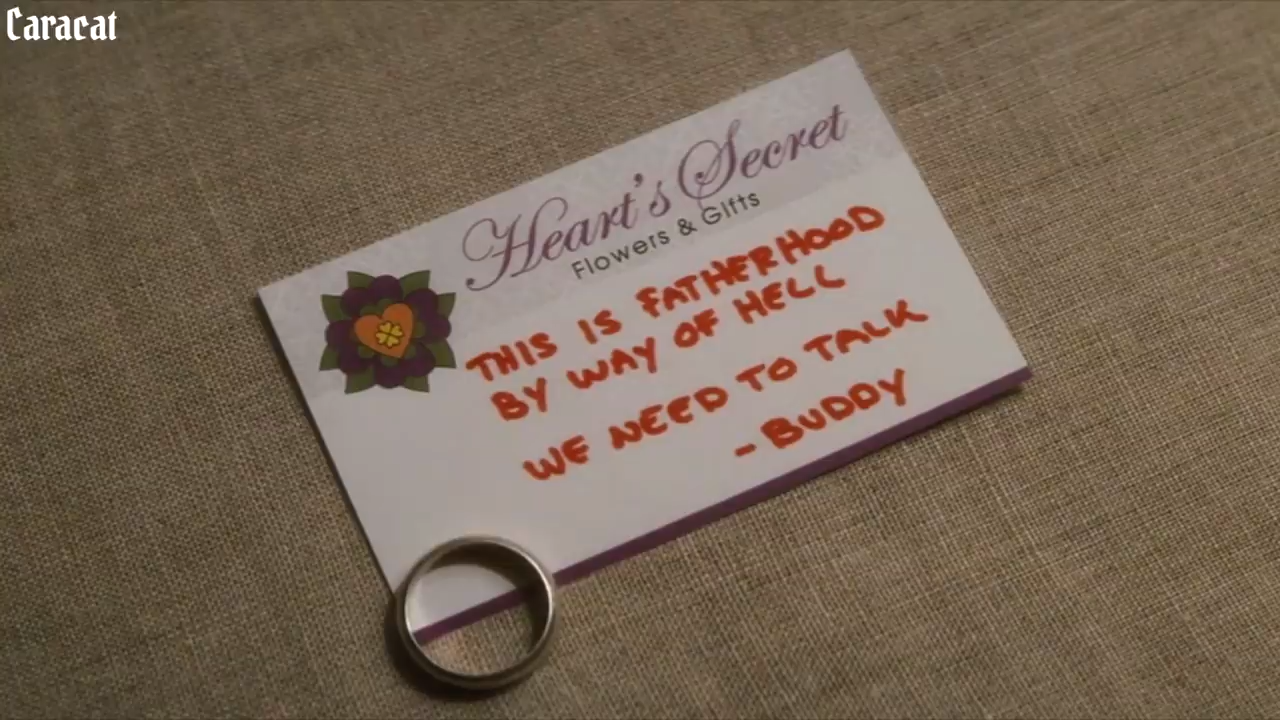 Caracat
Heart's Secret
Flowers & Gifts
THIS IS FATHERHOOD
BY WAY OF HELL
WE NEED TO TALK
- BUDDY